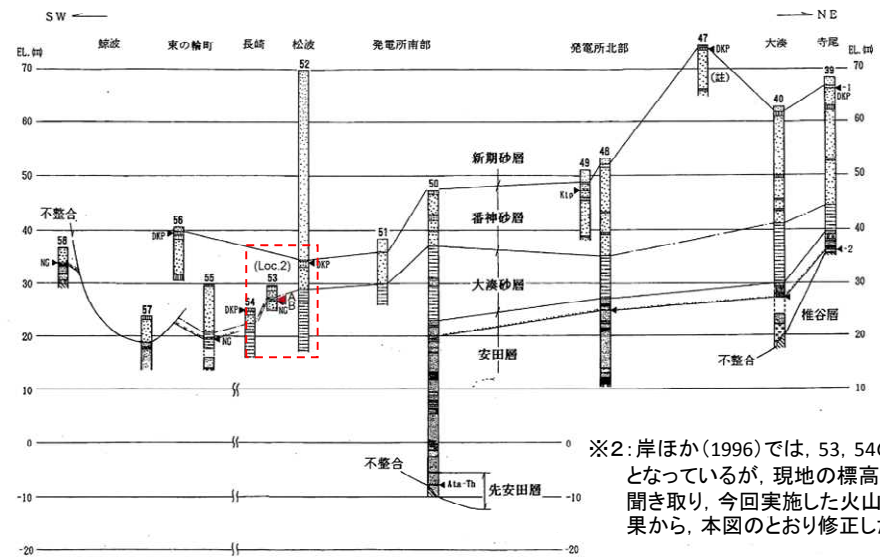 SW
NE
鯨波 東の輪町 長崎 松波 発電所南部 発電所北部 大湊 寺尾
EL.(m)
EL.(m)
47
DKP
(註)
52
39
-1
DKP
40
70
70
60
60
50
50
40
40
30
30
20
20
10
10
0
0
-10
-10
-20
-20
新期砂層
49
48
50
Kip
番神砂層
不整合
56
58
DKP
51
NG
(Loc.2)
DKP
-2
55
53
大湊砂層
57
DKP
54
NG
NG
椎谷層
安田層
不整合
不整合
Ata-Th
先安田層
※2:岸ほか(1996)では, 53, 54の
となっているが, 現地の標高
聞き取り, 今回実施した火山
果から, 本図のとおり修正した